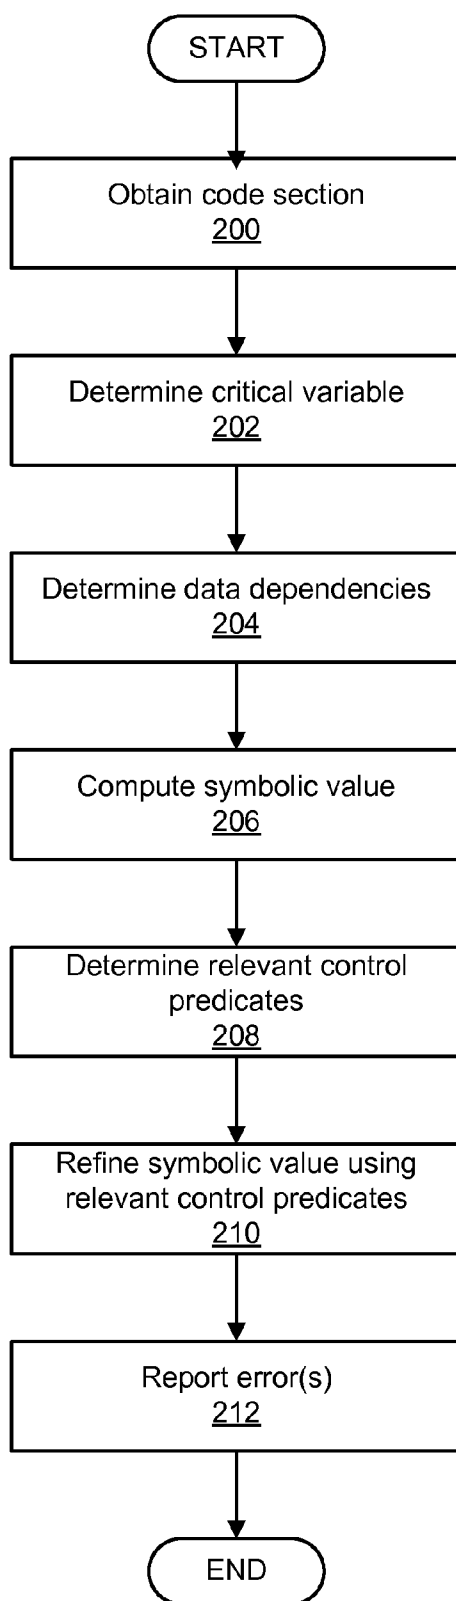 START
Obtain code section
200
Determine critical variable
202
Determine data dependencies
204
Compute symbolic value
206
Determine relevant control
predicates
208
Refine symbolic value using
relevant control predicates
210
Report error(s)
212
END